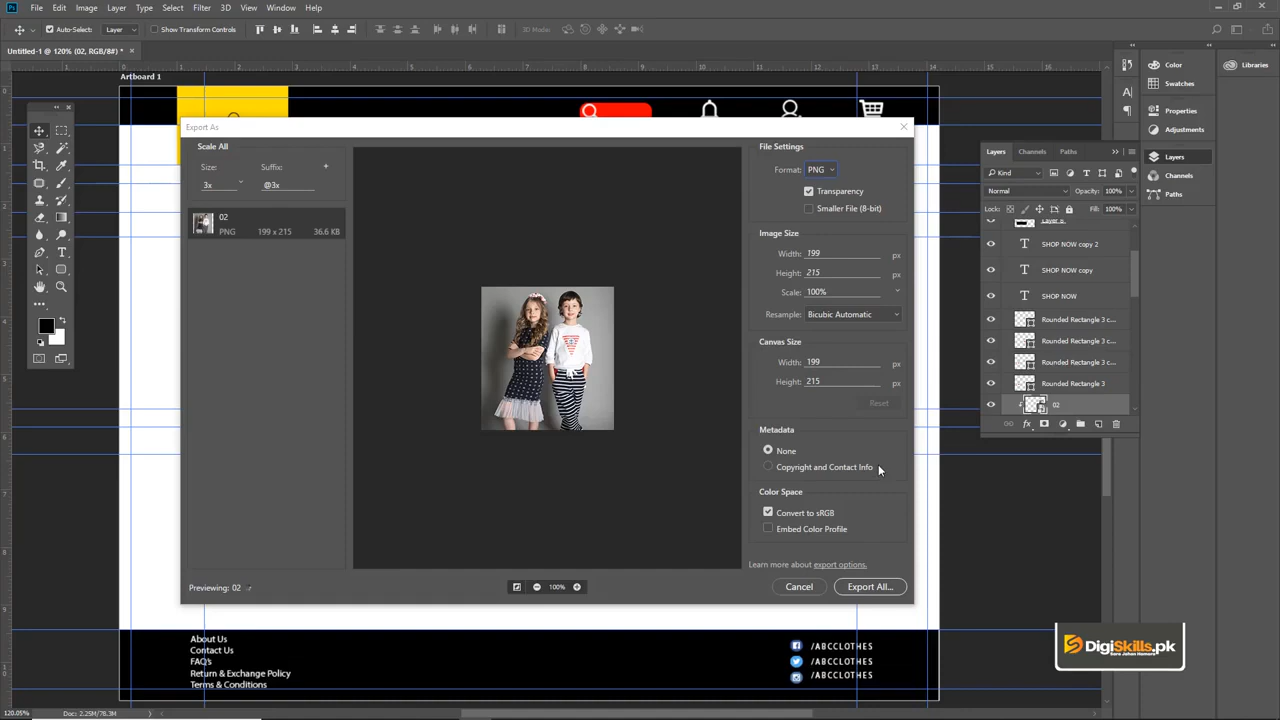 Ps File Edit Image Layer Type Select Filter 3D View Window Help
Auto-Select: Layer Show Transform Controls 3D Mode:
Untitled-1 @ 120% (02, RGB/8#) * ×
Artboard 1
Export As
Scale All
Size: Suffix: +
3x @3x
02
PNG 199 x 215 36.6 KB
File Settings
Format: PNG
Transparency
Smaller File (8-bit)
Image Size
Width: 199 px
Height: 215 px
Scale: 100%
Resample: Bicubic Automatic
Canvas Size
Width: 199 px
Height: 215 px
Reset
Metadata
None
Copyright and Contact Info
Color Space
Convert to sRGB
Embed Color Profile
Learn more about export options.
Previewing: 02
100%
Cancel Export All...
Color
Swatches
Properties
Adjustments
Layers
Channels
Paths
Libraries
Layers Channels Paths
Kind
Normal Opacity: 100%
Lock: Fill: 100%
SHOP NOW copy 2
SHOP NOW copy
SHOP NOW
Rounded Rectangle 3 c...
Rounded Rectangle 3 c...
Rounded Rectangle 3 c...
Rounded Rectangle 3
02
About Us
Contact Us
FAQ's
Return & Exchange Policy
Terms & Conditions
/ABCCLOTHES
/ABCCLOTHES
/ABCCLOTHES
DigiSkills.pk
120.05% Doc: 2.25M/78.3M